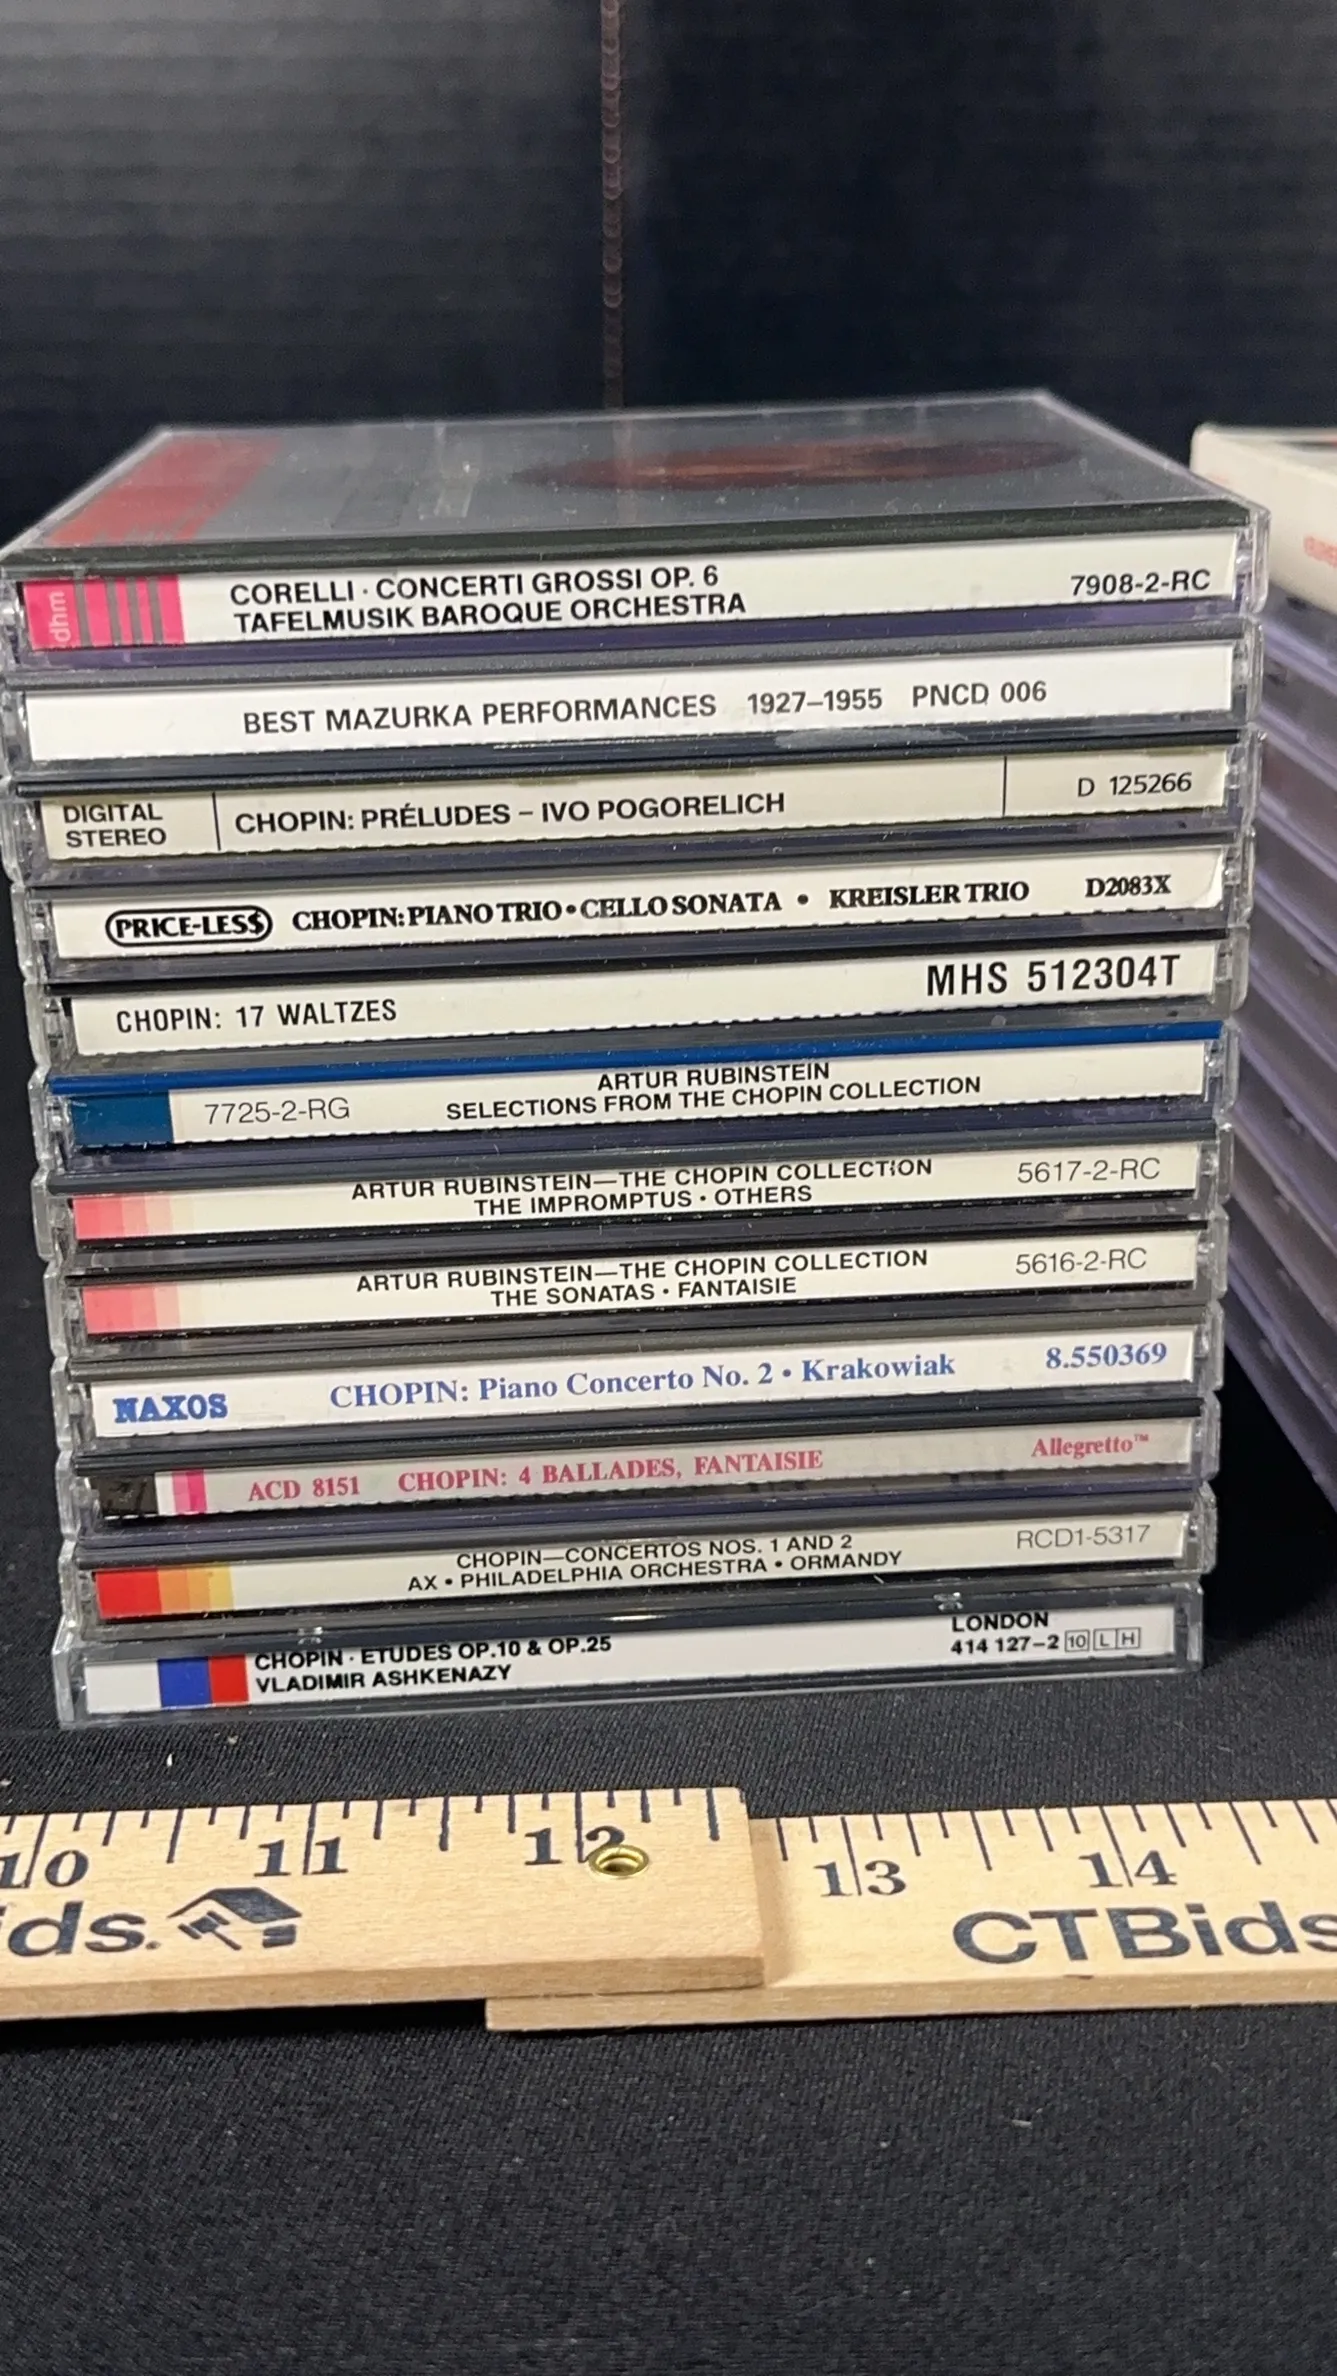 dhm
CORELLI · CONCERTI GROSSI OP. 6
TAFELMUSIK BAROQUE ORCHESTRA
7908-2-RC
BEST MAZURKA PERFORMANCES 1927–1955 PNCD 006
DIGITAL
STEREO
CHOPIN: PRÉLUDES – IVO POGORELICH
D 125266
PRICE-LES$ CHOPIN: PIANO TRIO • CELLO SONATA • KREISLER TRIO D2083X
CHOPIN: 17 WALTZES MHS 512304T
7725-2-RG
ARTUR RUBINSTEIN
SELECTIONS FROM THE CHOPIN COLLECTION
ARTUR RUBINSTEIN—THE CHOPIN COLLECTION
THE IMPROMPTUS • OTHERS
5617-2-RC
ARTUR RUBINSTEIN—THE CHOPIN COLLECTION
THE SONATAS • FANTAISIE
5616-2-RC
NAXOS CHOPIN: Piano Concerto No. 2 • Krakowiak 8.550369
ACD 8151 CHOPIN: 4 BALLADES, FANTAISIE Allegretto™
CHOPIN—CONCERTOS NOS. 1 AND 2
AX • PHILADELPHIA ORCHESTRA • ORMANDY
RCD1-5317
CHOPIN · ETUDES OP.10 & OP.25
VLADIMIR ASHKENAZY
LONDON
414 127–2 10 L H
10 11 12 13 14
ds. CTBids